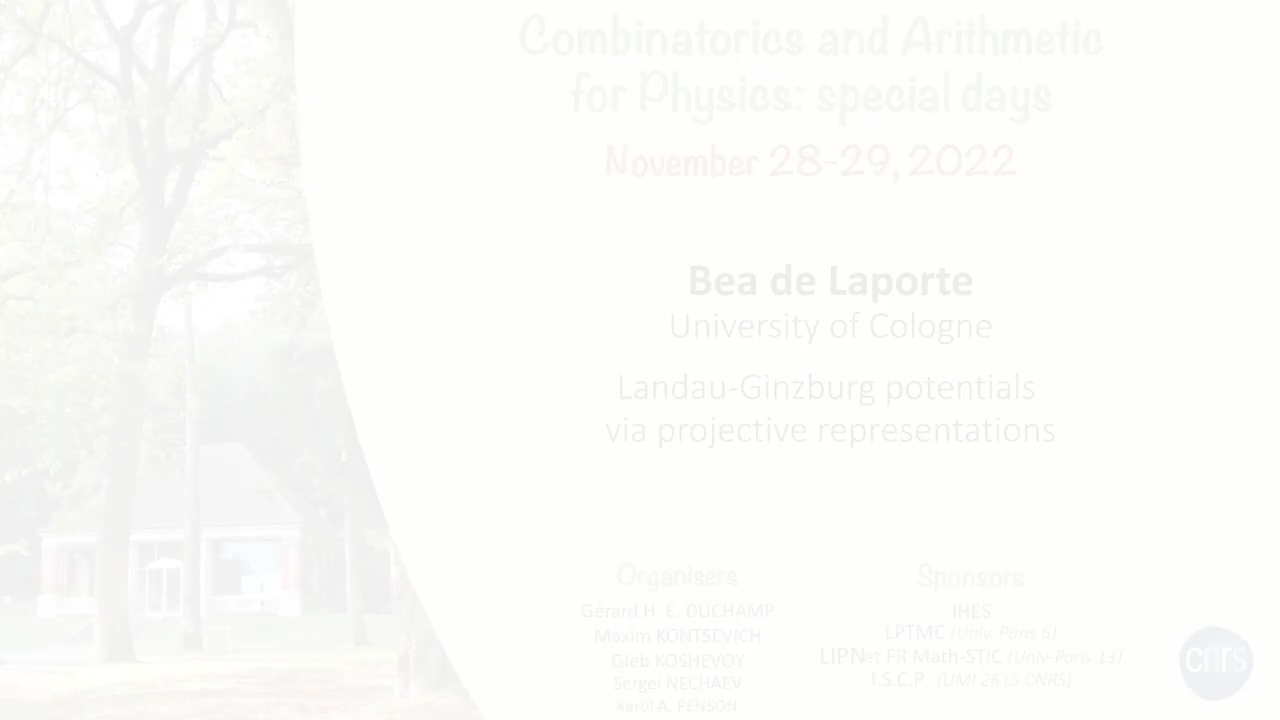 Combinatorics and Arithmetic
for Physics: special days
November 28-29, 2022
Bea de Laporte
University of Cologne
Landau-Ginzburg potentials
via projective representations
Organisers
Gérard H. E. DUCHAMP
Maxim KONTSEVICH
Gleb KOSHEVOY
Sergei NECHAEV
Karol A. PENSON
Sponsors
IHES
LPTMC (Univ. Paris 6)
LIPN et FR Math-STIC (Univ-Paris 13)
I.S.C.P. (UMI 2615 CNRS)
cnrs